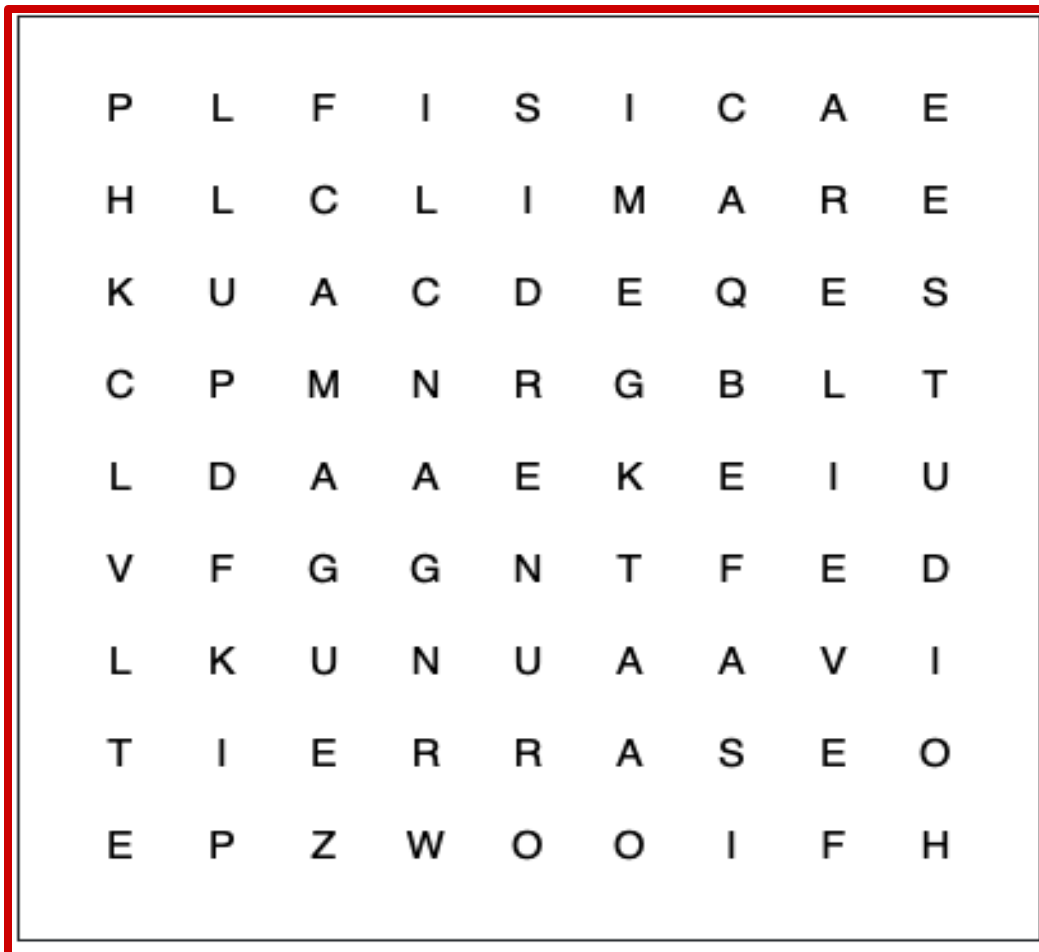 P L F I S I C A E
H L C L I M A R E
K U A C D E Q E S
C P M N R G B L T
L D A A E K E I U
V F G G N T F E D
L K U N U A A V I
T I E R R A S E O
E P Z W O O I F H